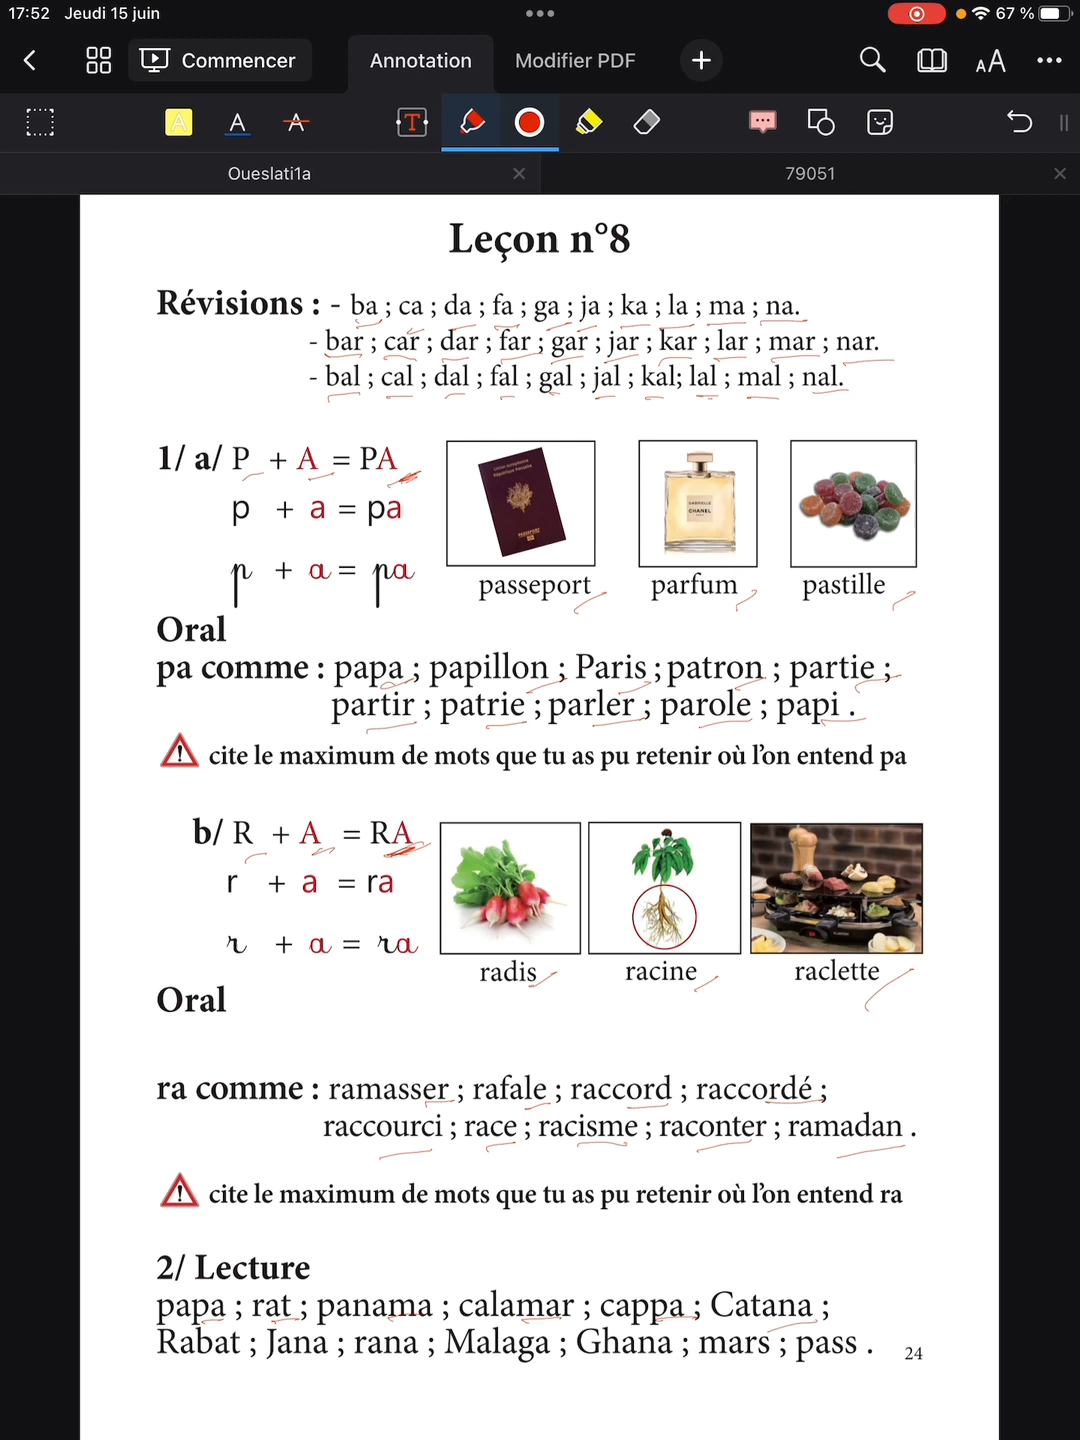 17:52 Jeudi 15 juin
67 %
Commencer Annotation Modifier PDF
AA
A A A T
Oueslati1a 79051
Leçon n°8
Révisions : - ba ; ca ; da ; fa ; ga ; ja ; ka ; la ; ma ; na.
- bar ; car ; dar ; far ; gar ; jar ; kar ; lar ; mar ; nar.
- bal ; cal ; dal ; fal ; gal ; jal ; kal; lal ; mal ; nal.
1/ a/ P + A = PA
p + a = pa
p + a = pa
GABRIELLE
CHANEL
passeport parfum pastille
Oral
pa comme : papa ; papillon ; Paris ; patron ; partie ;
partir ; patrie ; parler ; parole ; papi .
cite le maximum de mots que tu as pu retenir où l'on entend pa
b/ R + A = RA
r + a = ra
r + a = ra
radis racine raclette
Oral
ra comme : ramasser ; rafale ; raccord ; raccordé ;
raccourci ; race ; racisme ; raconter ; ramadan .
cite le maximum de mots que tu as pu retenir où l'on entend ra
2/ Lecture
papa ; rat ; panama ; calamar ; cappa ; Catana ;
Rabat ; Jana ; rana ; Malaga ; Ghana ; mars ; pass .
24